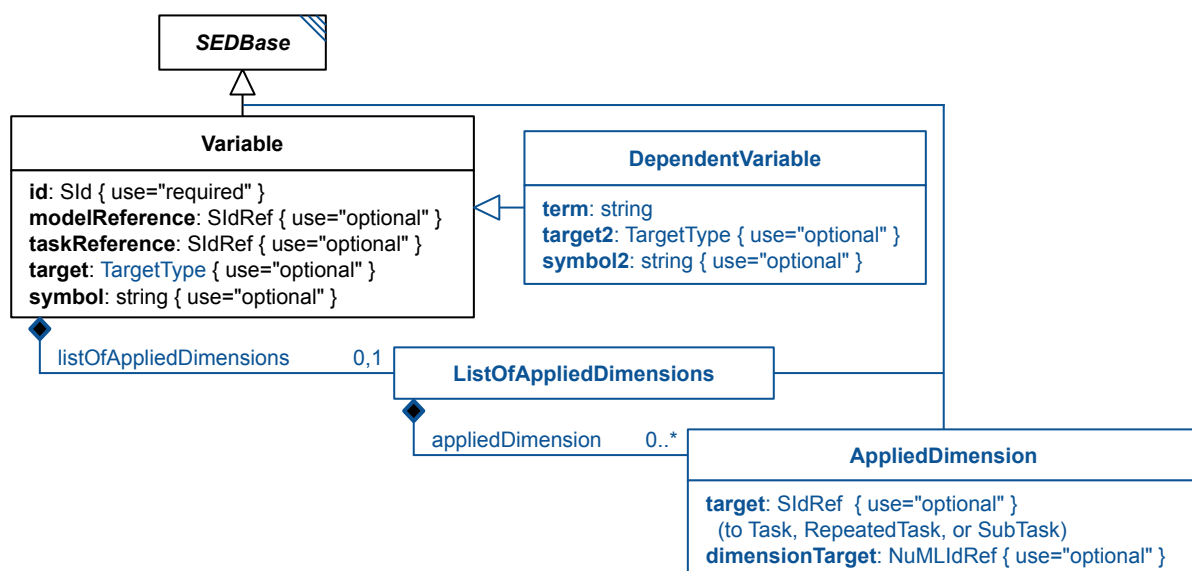 SEDBase
Variable
id: SId { use="required" }
modelReference: SIdRef { use="optional" }
taskReference: SIdRef { use="optional" }
target: TargetType { use="optional" }
symbol: string { use="optional" }
DependentVariable
term: string
target2: TargetType { use="optional" }
symbol2: string { use="optional" }
listOfAppliedDimensions 0,1
ListOfAppliedDimensions
appliedDimension 0..*
AppliedDimension
target: SIdRef { use="optional" }
(to Task, RepeatedTask, or SubTask)
dimensionTarget: NuMLIdRef { use="optional" }